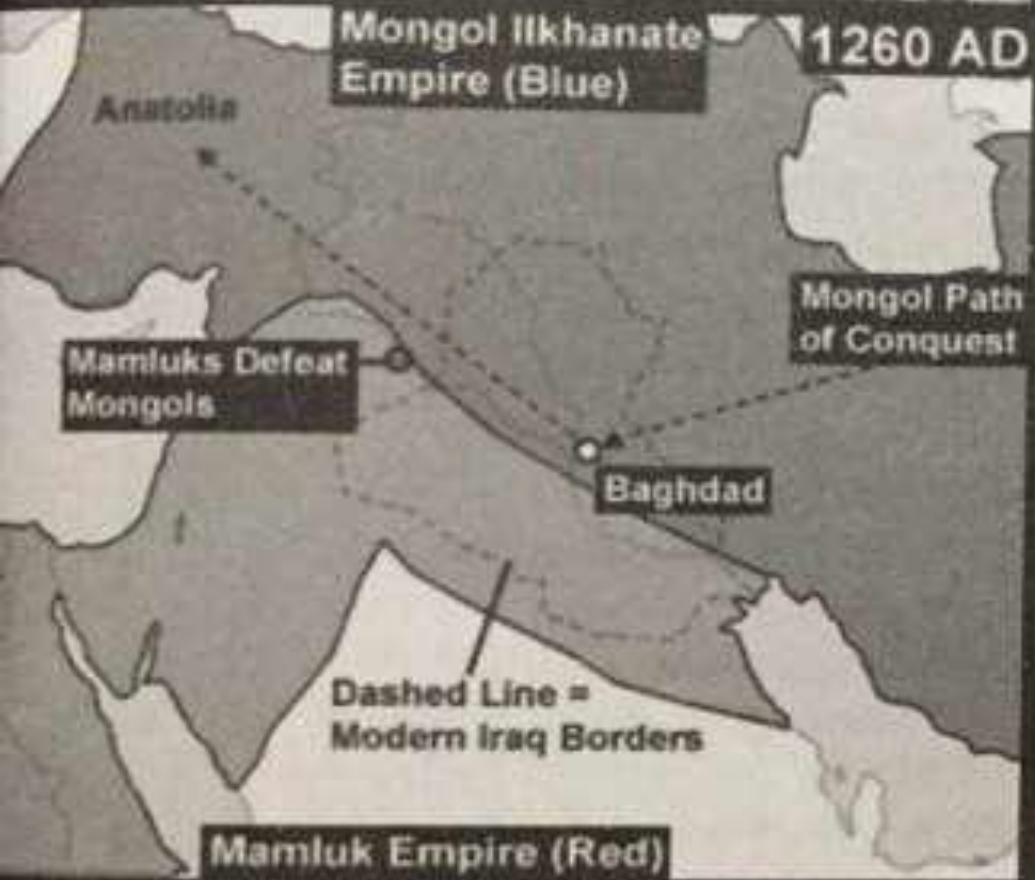 Mongol Ilkhanate
Empire (Blue)
1260 AD
Anatolia
Mongol Path
of Conquest
Mamluks Defeat
Mongols
Baghdad
Dashed Line =
Modern Iraq Borders
Mamluk Empire (Red)